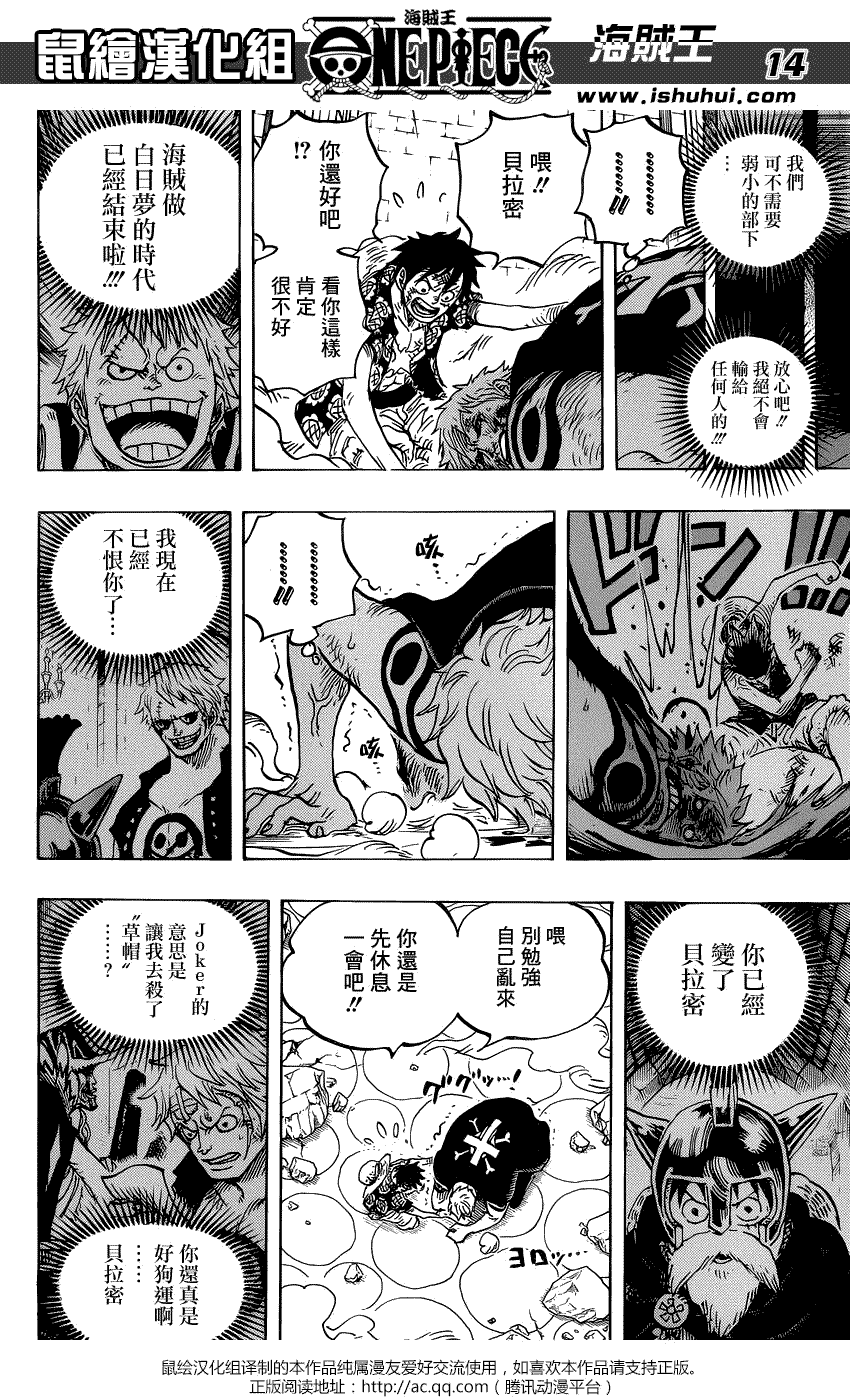 鼠繪漢化組
海賊王
ONE PIECE
海賊王
14
www.ishuhui.com
我們
可不需要
弱小的部下
…
放心吧!!
我絕不會
輸給
任何人的!!!
…………!!
喂!!
貝拉密
你還好吧
!?
看你這樣
肯定
很不好
海賊做
白日夢的時代
已經結束啦!!!
ドドン
咳
咳
…………!!
我現在
已經
不恨你了…
你已經
變了
貝拉密
喂
別勉強
自己亂來
你還是
先休息
一會吧!!
グググ…!!
ヨロッ……
Joker的
意思是
讓我去殺了
“草帽”
……?
你還真是
好狗運啊
……
貝拉密
鼠绘汉化组译制的本作品纯属漫友爱好交流使用，如喜欢本作品请支持正版。
正版阅读地址：http://ac.qq.com（腾讯动漫平台）